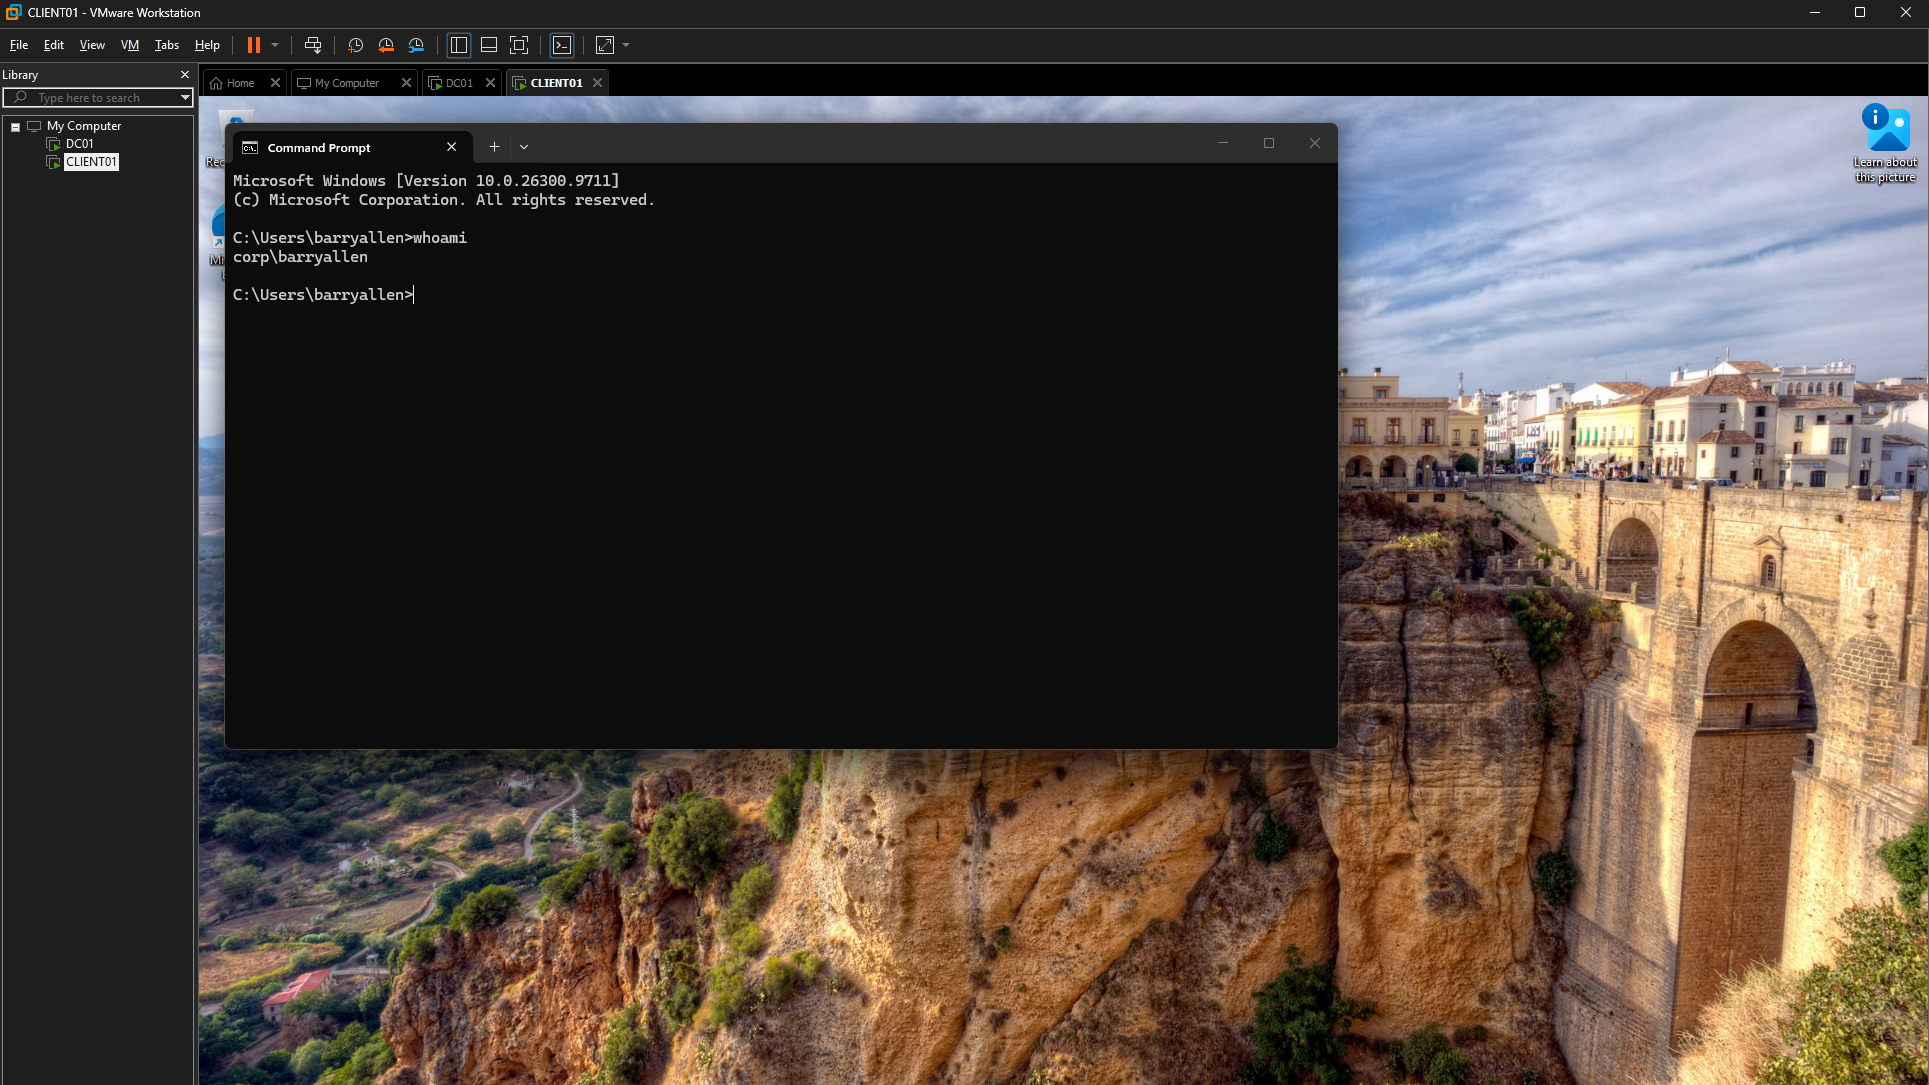 CLIENT01 - VMware Workstation
File Edit View VM Tabs Help
Library
Type here to search
My Computer
DC01
CLIENT01
Home
My Computer
DC01
CLIENT01
Learn about
this picture
Command Prompt
Microsoft Windows [Version 10.0.26300.9711]
(c) Microsoft Corporation. All rights reserved.
C:\Users\barryallen>whoami
corp\barryallen
C:\Users\barryallen>